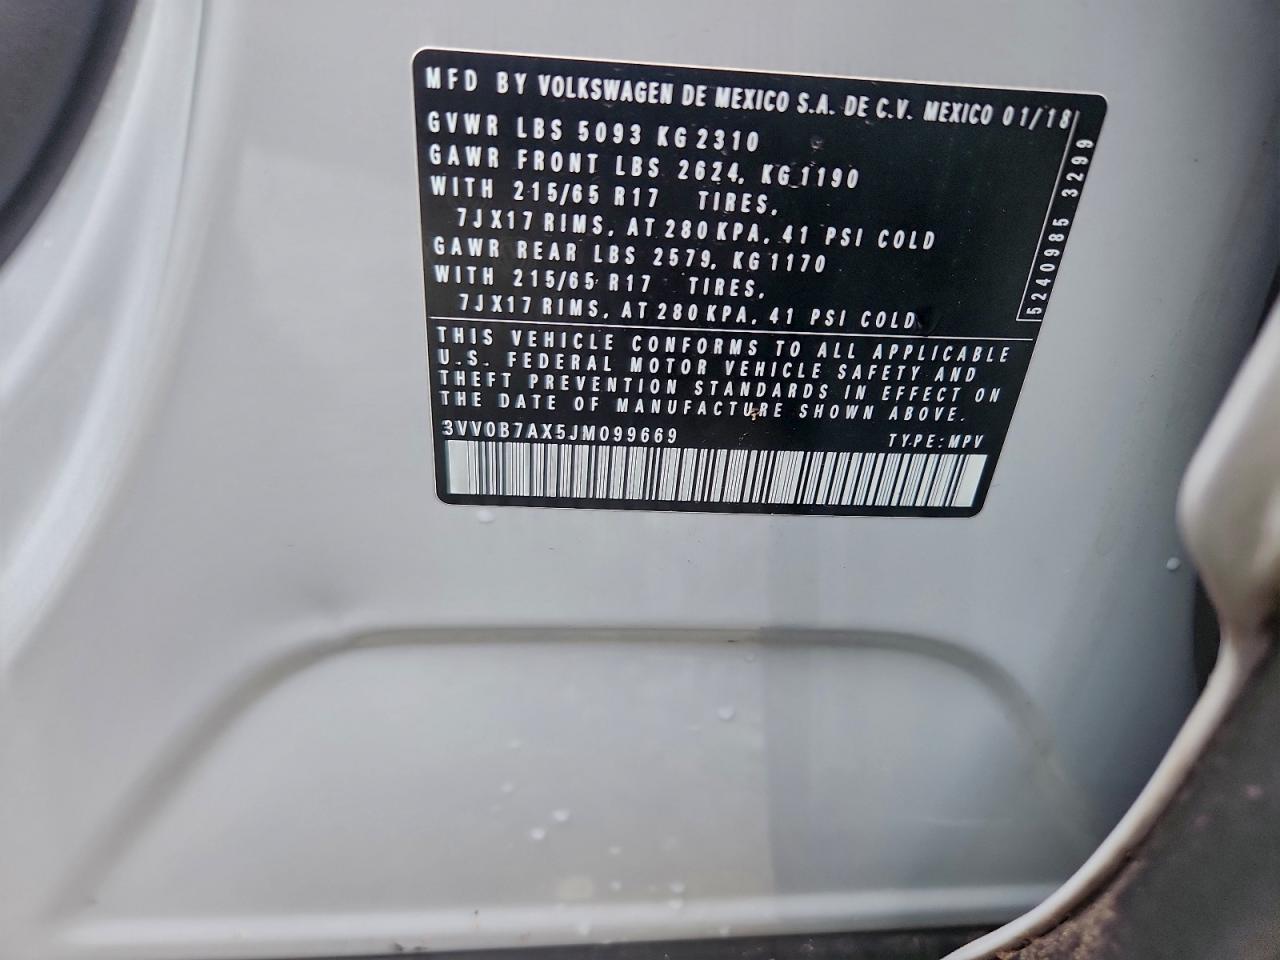 MFD BY VOLKSWAGEN DE MEXICO S.A. DE C.V. MEXICO 01/18
GVWR LBS 5093 KG 2310
GAWR FRONT LBS 2624, KG 1190
WITH 215/65 R17 TIRES,
7JX17 RIMS, AT 280 KPA, 41 PSI COLD
GAWR REAR LBS 2579, KG 1170
WITH 215/65 R17 TIRES,
7JX17 RIMS, AT 280 KPA, 41 PSI COLD
5240985 3299
THIS VEHICLE CONFORMS TO ALL APPLICABLE
U.S. FEDERAL MOTOR VEHICLE SAFETY AND
THEFT PREVENTION STANDARDS IN EFFECT ON
THE DATE OF MANUFACTURE SHOWN ABOVE.
3VV0B7AX5JM099669 TYPE: MPV